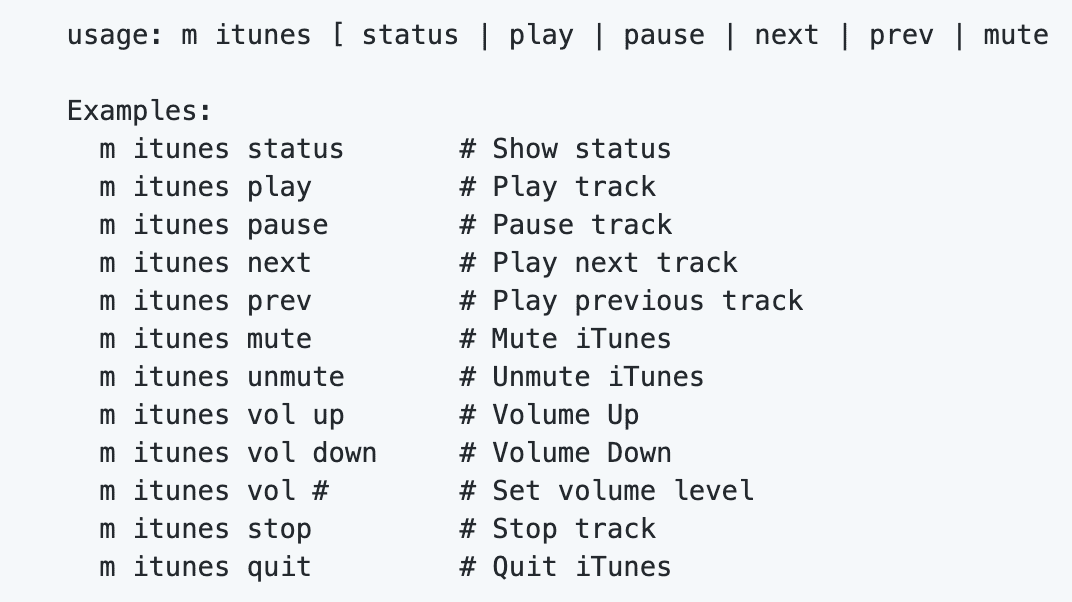 usage: m itunes [ status | play | pause | next | prev | mute
Examples:
m itunes status # Show status
m itunes play # Play track
m itunes pause # Pause track
m itunes next # Play next track
m itunes prev # Play previous track
m itunes mute # Mute iTunes
m itunes unmute # Unmute iTunes
m itunes vol up # Volume Up
m itunes vol down # Volume Down
m itunes vol # # Set volume level
m itunes stop # Stop track
m itunes quit # Quit iTunes